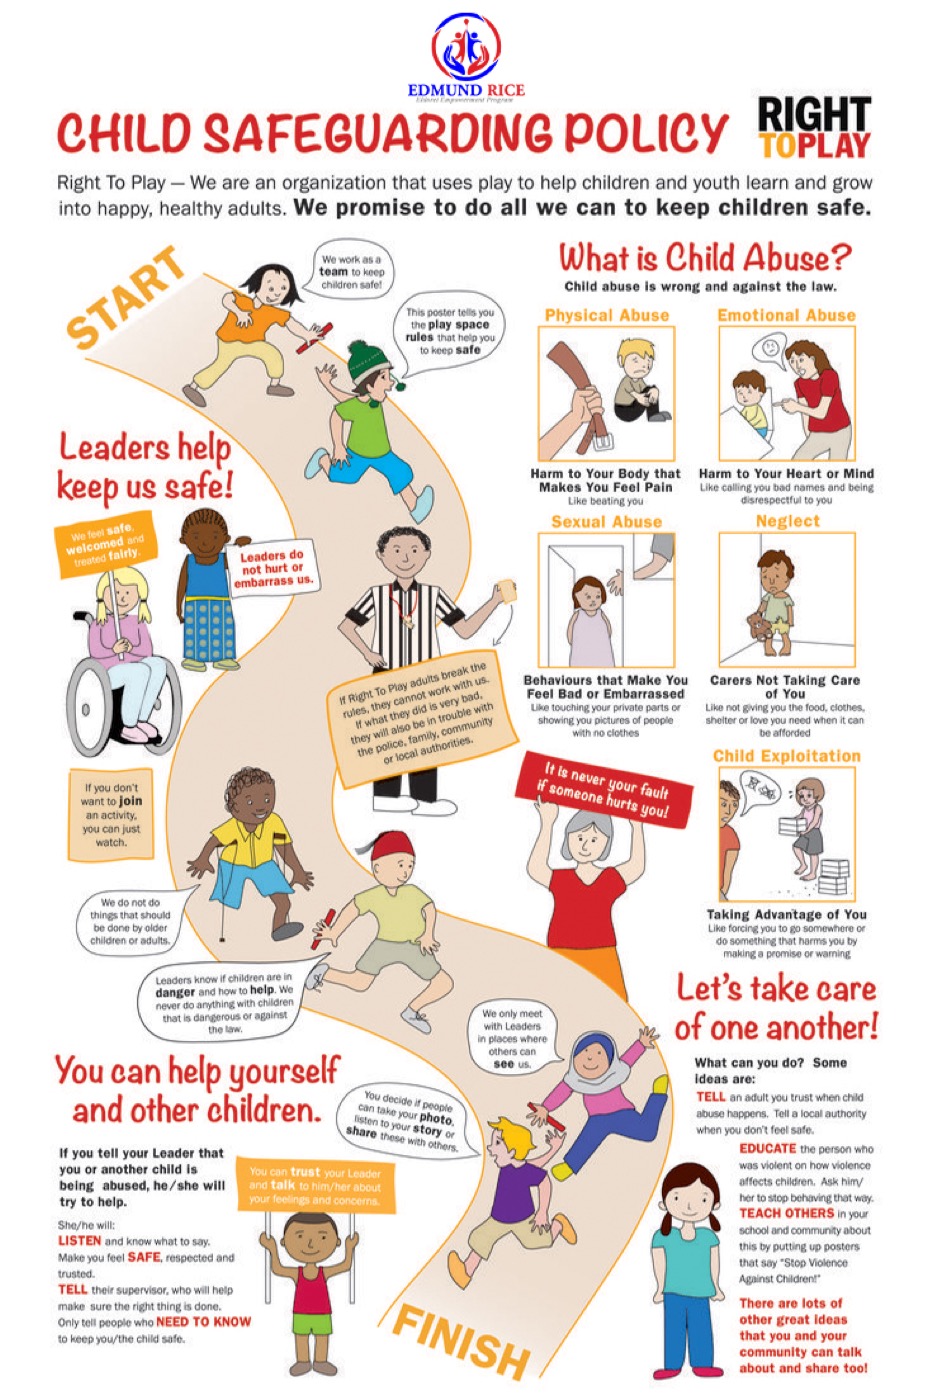 EDMUND RICE
CHILD SAFEGUARDING POLICY
RIGHT
TOPLAY
Right To Play — We are an organization that uses play to help children and youth learn and grow
into happy, healthy adults. We promise to do all we can to keep children safe.
START
We work as a
team to keep
children safe!
This poster tells you
the play space
rules that help you
to keep safe
Leaders help
keep us safe!
We feel safe,
welcomed and
treated fairly.
Leaders do
not hurt or
embarrass us.
If Right To Play adults break the
rules, they cannot work with us.
If what they did is very bad,
they will also be in trouble with
the police, family, community
or local authorities.
If you don't
want to join
an activity,
you can just
watch.
We do not do
things that should
be done by older
children or adults.
Leaders know if children are in
danger and how to help. We
never do anything with children
that is dangerous or against
the law.
It is never your fault
if someone hurts you!
We only meet
with Leaders
in places where
others can
see us.
You decide if people
can take your photo,
listen to your story or
share these with others.
FINISH
What is Child Abuse?
Child abuse is wrong and against the law.
Physical Abuse
Harm to Your Body that
Makes You Feel Pain
Like beating you
Emotional Abuse
Harm to Your Heart or Mind
Like calling you bad names and being
disrespectful to you
Sexual Abuse
Behaviours that Make You
Feel Bad or Embarrassed
Like touching your private parts or
showing you pictures of people
with no clothes
Neglect
Carers Not Taking Care
of You
Like not giving you the food, clothes,
shelter or love you need when it can
be afforded
Child Exploitation
Taking Advantage of You
Like forcing you to go somewhere or
do something that harms you by
making a promise or warning
You can help yourself
and other children.
If you tell your Leader that
you or another child is
being abused, he/she will
try to help.
She/he will:
LISTEN and know what to say.
Make you feel SAFE, respected and
trusted.
TELL their supervisor, who will help
make sure the right thing is done.
Only tell people who NEED TO KNOW
to keep you/the child safe.
You can trust your Leader
and talk to him/her about
your feelings and concerns.
Let's take care
of one another!
What can you do? Some
ideas are:
TELL an adult you trust when child
abuse happens. Tell a local authority
when you don't feel safe.
EDUCATE the person who
was violent on how violence
affects children. Ask him/
her to stop behaving that way.
TEACH OTHERS in your
school and community about
this by putting up posters
that say "Stop Violence
Against Children!"
There are lots of
other great ideas
that you and your
community can talk
about and share too!